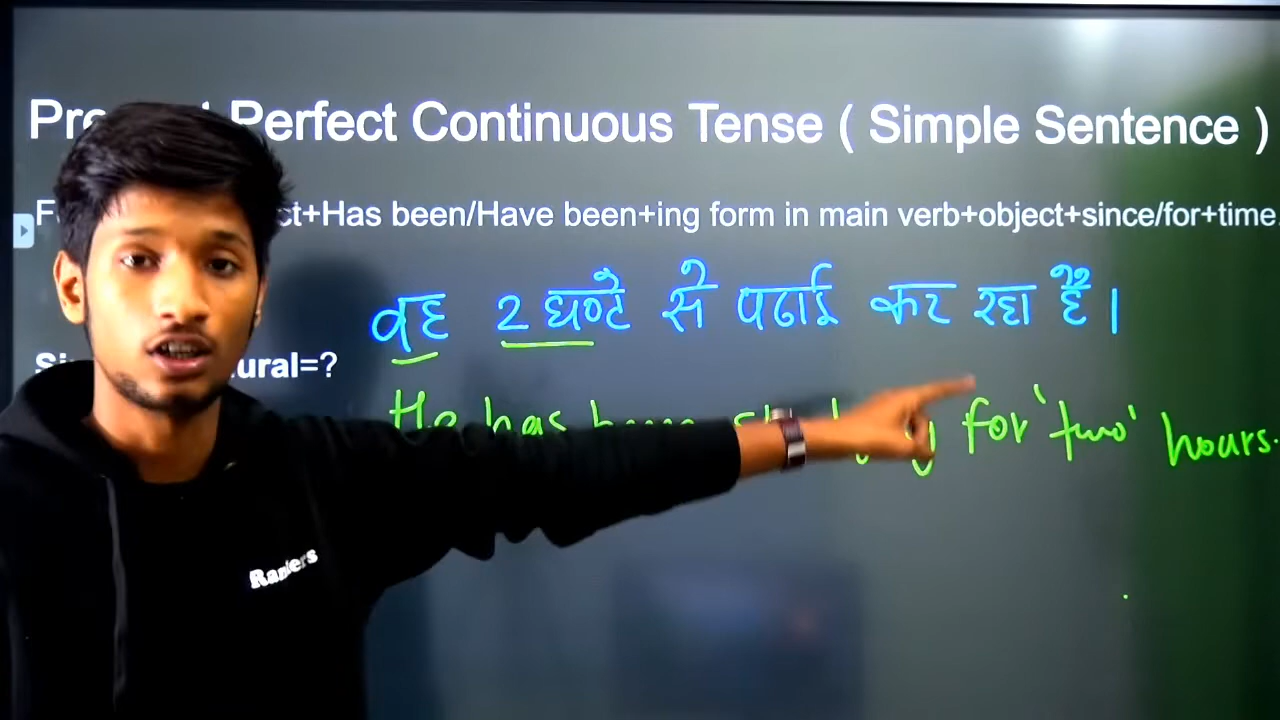 Perfect Continuous Tense ( Simple Sentence )
ct+Has been/Have been+ing form in main verb+object+since/for+time.
वह 2 घण्टे से पढाई कर रहा है।
ural=?
He has been for 'two' hours.